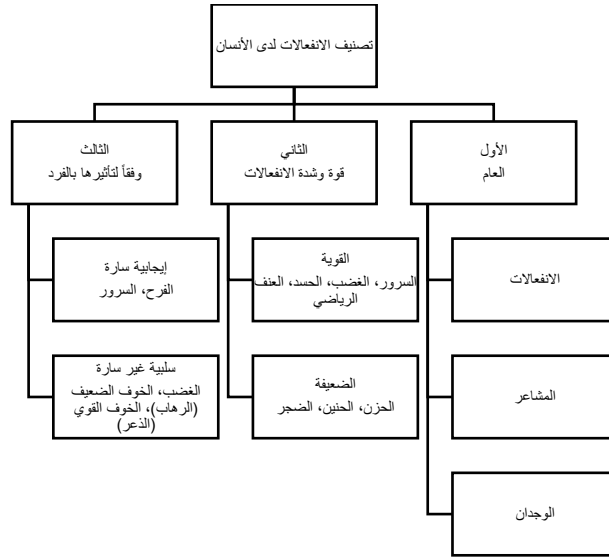 تصنيف الانفعالات لدى الأنسان
الأول
العام
الانفعالات
المشاعر
الوجدان
الثاني
قوة وشدة الانفعالات
القوية
السرور، الغضب، الحسد، العنف
الرياضي
الضعيفة
الحزن، الحنين، الضجر
الثالث
وفقاً لتأثيرها بالفرد
إيجابية سارة
الفرح، السرور
سلبية غير سارة
الغضب، الخوف الضعيف
(الرهاب)، الخوف القوي
(الذعر)